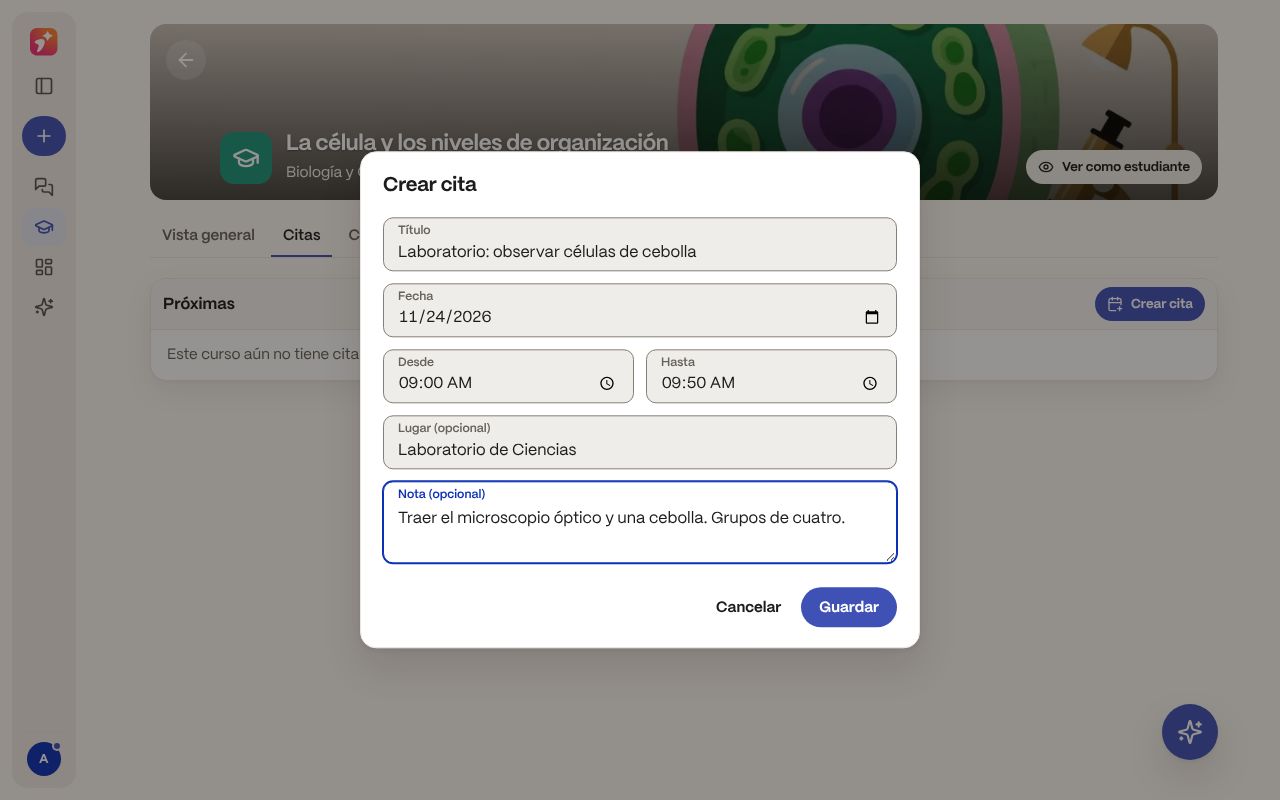 La célula y los niveles de organización
Biología y
Ver como estudiante
Vista general
Citas
Próximas
Crear cita
Este curso aún no tiene cita
Crear cita
Título
Laboratorio: observar células de cebolla
Fecha
11/24/2026
Desde
09:00 AM
Hasta
09:50 AM
Lugar (opcional)
Laboratorio de Ciencias
Nota (opcional)
Traer el microscopio óptico y una cebolla. Grupos de cuatro.
Cancelar
Guardar
A